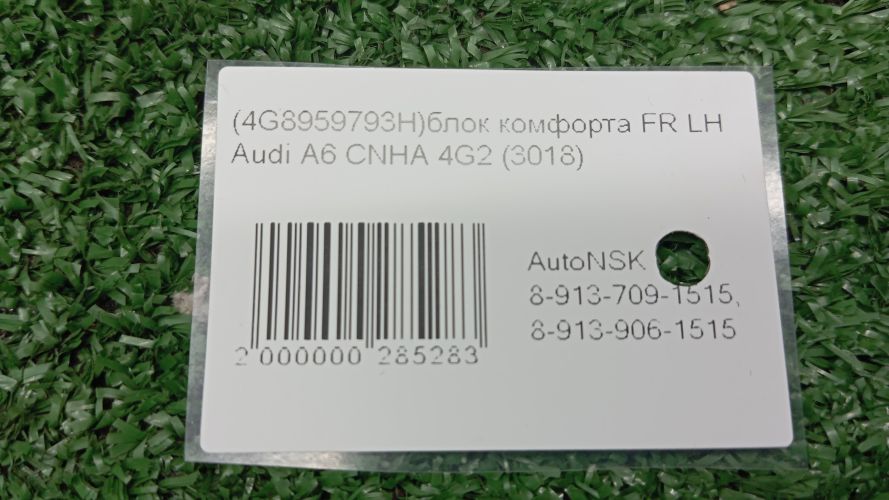 (4G8959793H)блок комфорта FR LH
Audi A6 CNHA 4G2 (3018)
AutoNSK
8-913-709-1515,
8-913-906-1515
2 000000 285283